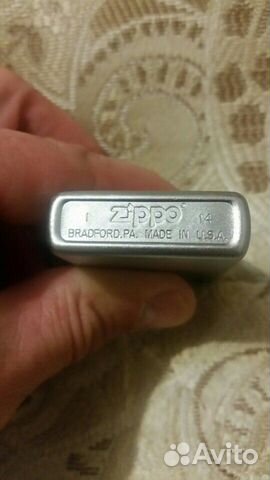 I Zippo 14
BRADFORD, PA. MADE IN U.S.A.
Avito